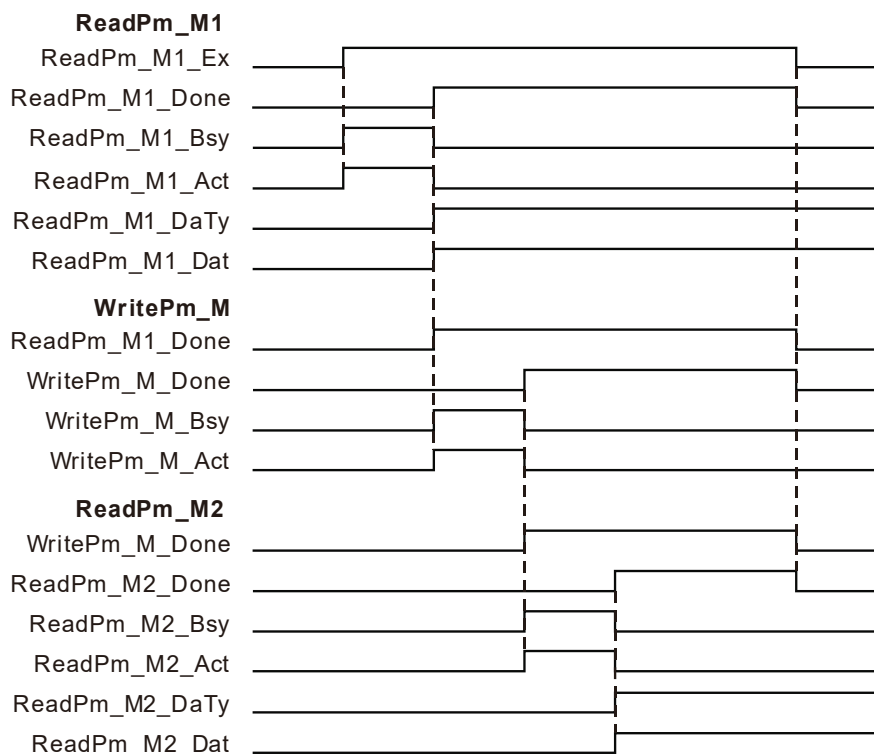 ReadPm_M1
ReadPm_M1_Ex
ReadPm_M1_Done
ReadPm_M1_Bsy
ReadPm_M1_Act
ReadPm_M1_DaTy
ReadPm_M1_Dat
WritePm_M
ReadPm_M1_Done
WritePm_M_Done
WritePm_M_Bsy
WritePm_M_Act
ReadPm_M2
WritePm_M_Done
ReadPm_M2_Done
ReadPm_M2_Bsy
ReadPm_M2_Act
ReadPm_M2_DaTy
ReadPm_M2_Dat